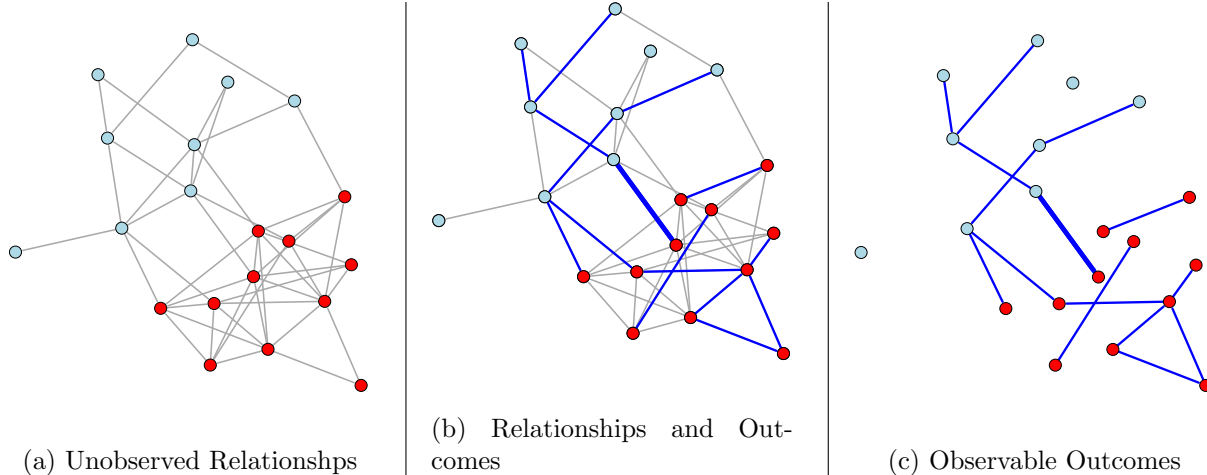 (a) Unobserved Relationshps
(b) Relationships and Out-
comes
(c) Observable Outcomes